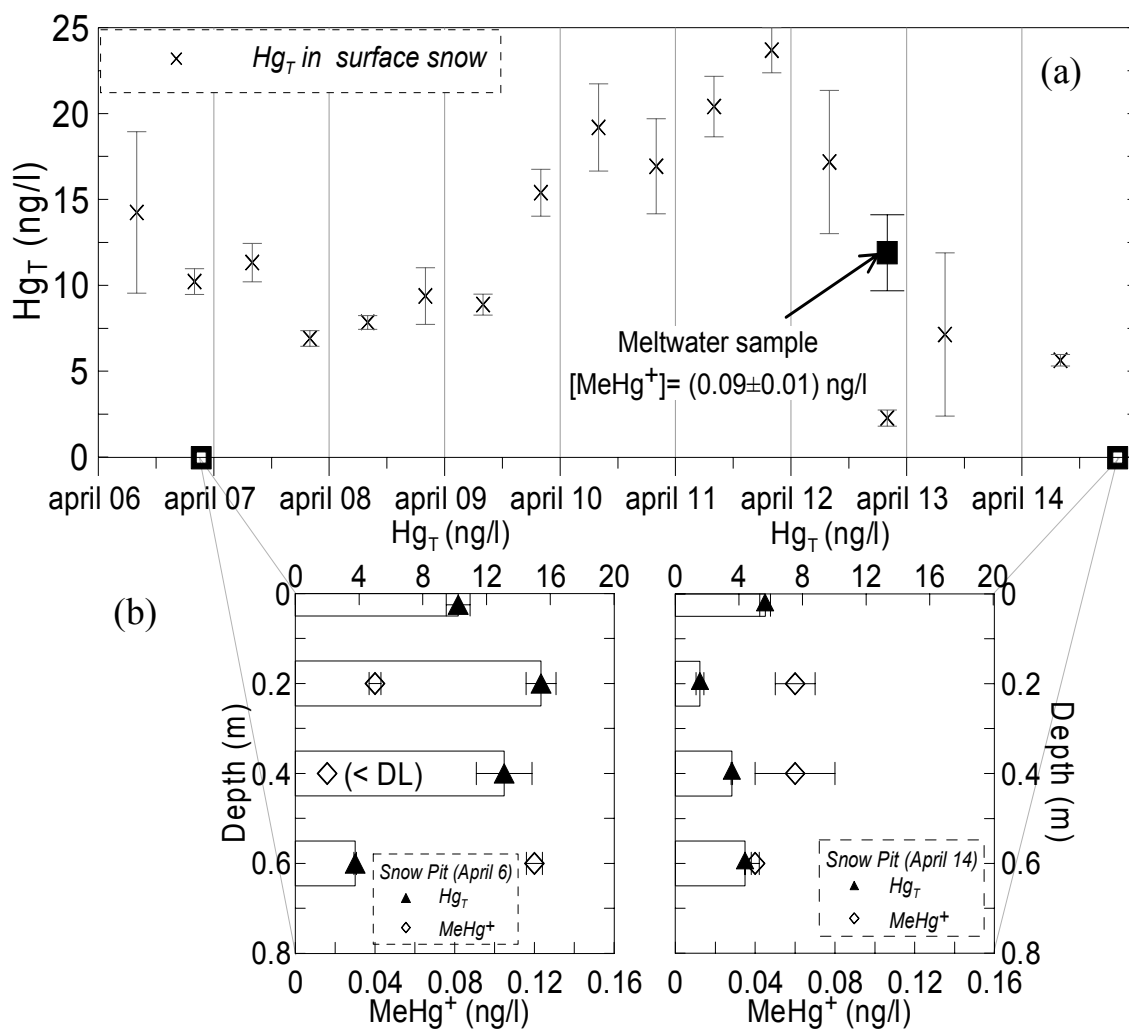 25
Hg_T in surface snow
(a)
20
15
10
5
0
Hg_T (ng/l)
Meltwater sample
[MeHg⁺]= (0.09±0.01) ng/l
april 06 april 07 april 08 april 09 april 10 april 11 april 12 april 13 april 14
Hg_T (ng/l)
0 4 8 12 16 20
(b)
0
0.2
0.4
0.6
0.8
Depth (m)
(< DL)
Snow Pit (April 6)
Hg_T
MeHg⁺
0 0.04 0.08 0.12 0.16
MeHg⁺ (ng/l)
Hg_T (ng/l)
0 4 8 12 16 20
0
0.2
0.4
0.6
0.8
Depth (m)
Snow Pit (April 14)
Hg_T
MeHg⁺
0 0.04 0.08 0.12 0.16
MeHg⁺ (ng/l)